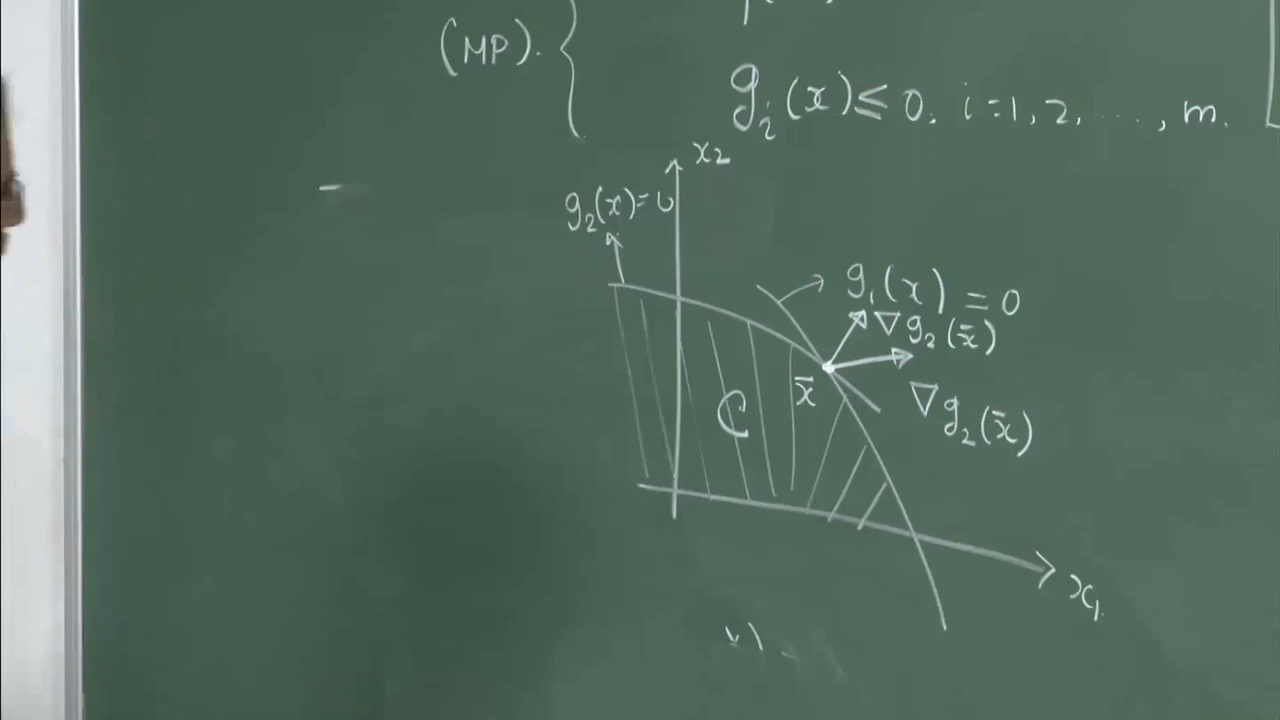 (MP). {
g_i(x) ≤ 0, i = 1, 2, ..., m.
x₂
g₂(x) = 0
g₁(x) = 0
∇g₂(x̄)
x̄
C
∇g₂(x̄)
x₁